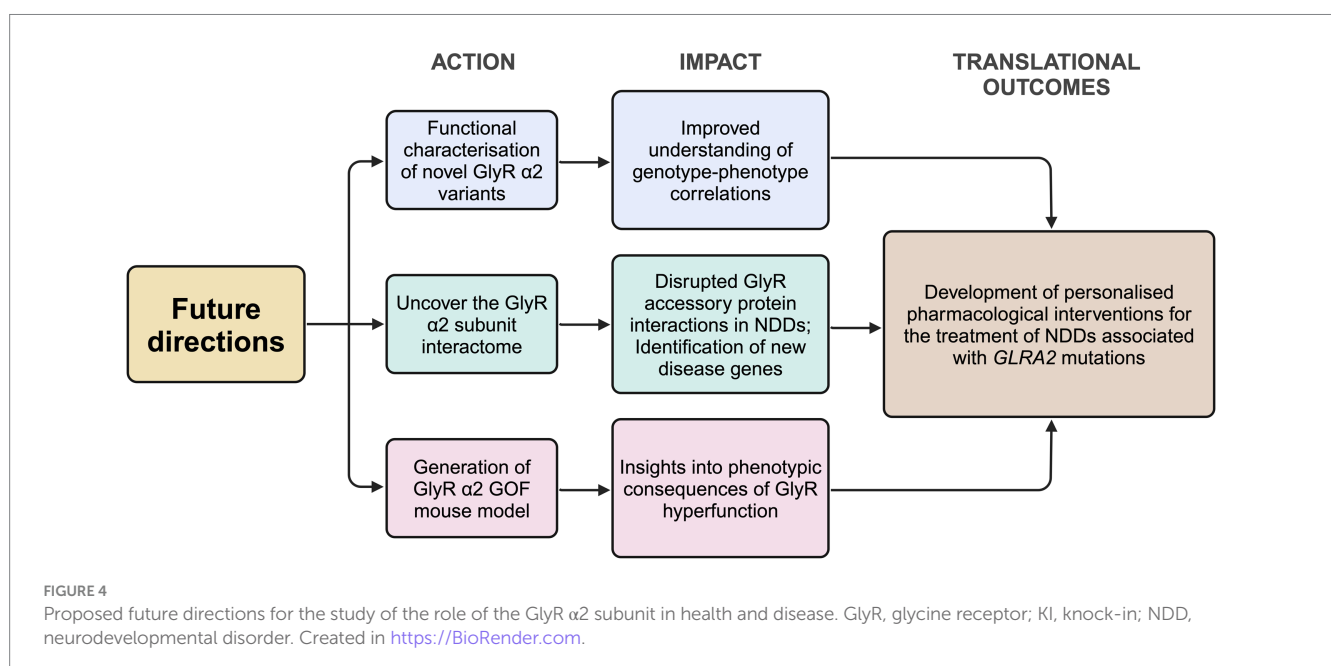 ACTION
IMPACT
TRANSLATIONAL
OUTCOMES
Future
directions
Functional
characterisation
of novel GlyR α2
variants
Improved
understanding of
genotype-phenotype
correlations
Uncover the GlyR
α2 subunit
interactome
Disrupted GlyR
accessory protein
interactions in NDDs;
Identification of new
disease genes
Generation of
GlyR α2 GOF
mouse model
Insights into phenotypic
consequences of GlyR
hyperfunction
Development of personalised
pharmacological interventions for
the treatment of NDDs associated
with GLRA2 mutations
FIGURE 4
Proposed future directions for the study of the role of the GlyR α2 subunit in health and disease. GlyR, glycine receptor; KI, knock-in; NDD,
neurodevelopmental disorder. Created in https://BioRender.com.